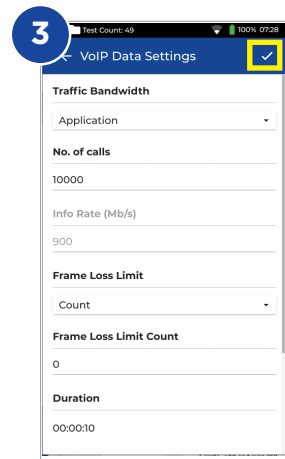 3
Test Count: 49
100% 07:28
VoIP Data Settings
Traffic Bandwidth
Application
No. of calls
10000
Info Rate (Mb/s)
900
Frame Loss Limit
Count
Frame Loss Limit Count
0
Duration
00:00:10